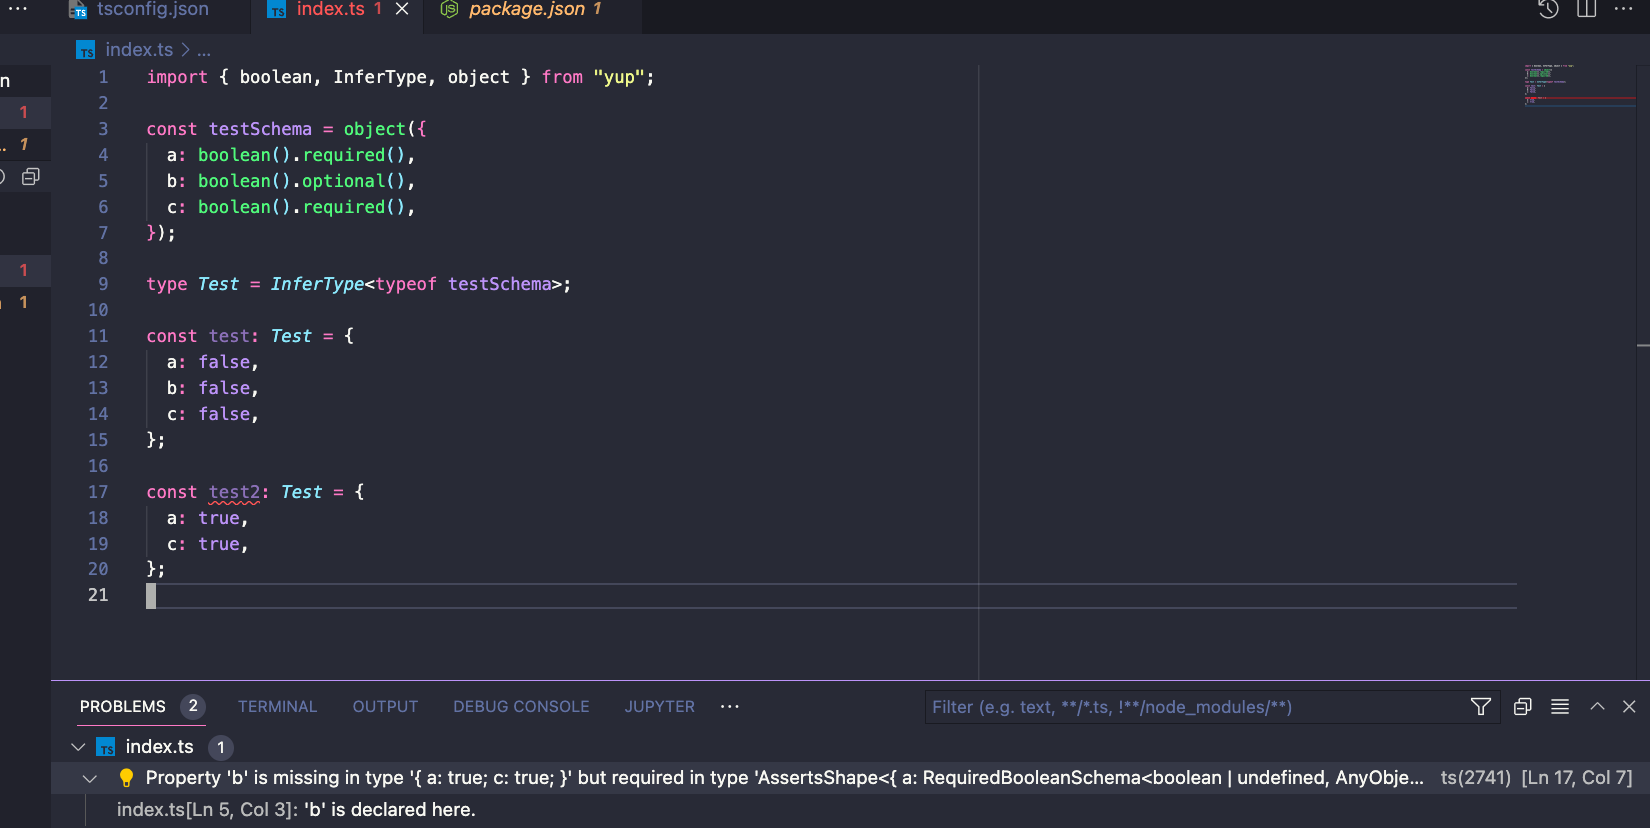 ··· tsconfig.json TS index.ts 1 × JS package.json 1 ···
TS index.ts > ...
n
1 import { boolean, InferType, object } from "yup";
1
2
3 const testSchema = object({
.. 1
4 a: boolean().required(),
5 b: boolean().optional(),
6 c: boolean().required(),
7 });
8
1
9 type Test = InferType<typeof testSchema>;
1
10
11 const test: Test = {
12 a: false,
13 b: false,
14 c: false,
15 };
16
17 const test2: Test = {
18 a: true,
19 c: true,
20 };
21
PROBLEMS 2 TERMINAL OUTPUT DEBUG CONSOLE JUPYTER ··· Filter (e.g. text, **/*.ts, !**/node_modules/**)
TS index.ts 1
Property 'b' is missing in type '{ a: true; c: true; }' but required in type 'AssertsShape<{ a: RequiredBooleanSchema<boolean | undefined, AnyObje... ts(2741) [Ln 17, Col 7]
index.ts[Ln 5, Col 3]: 'b' is declared here.